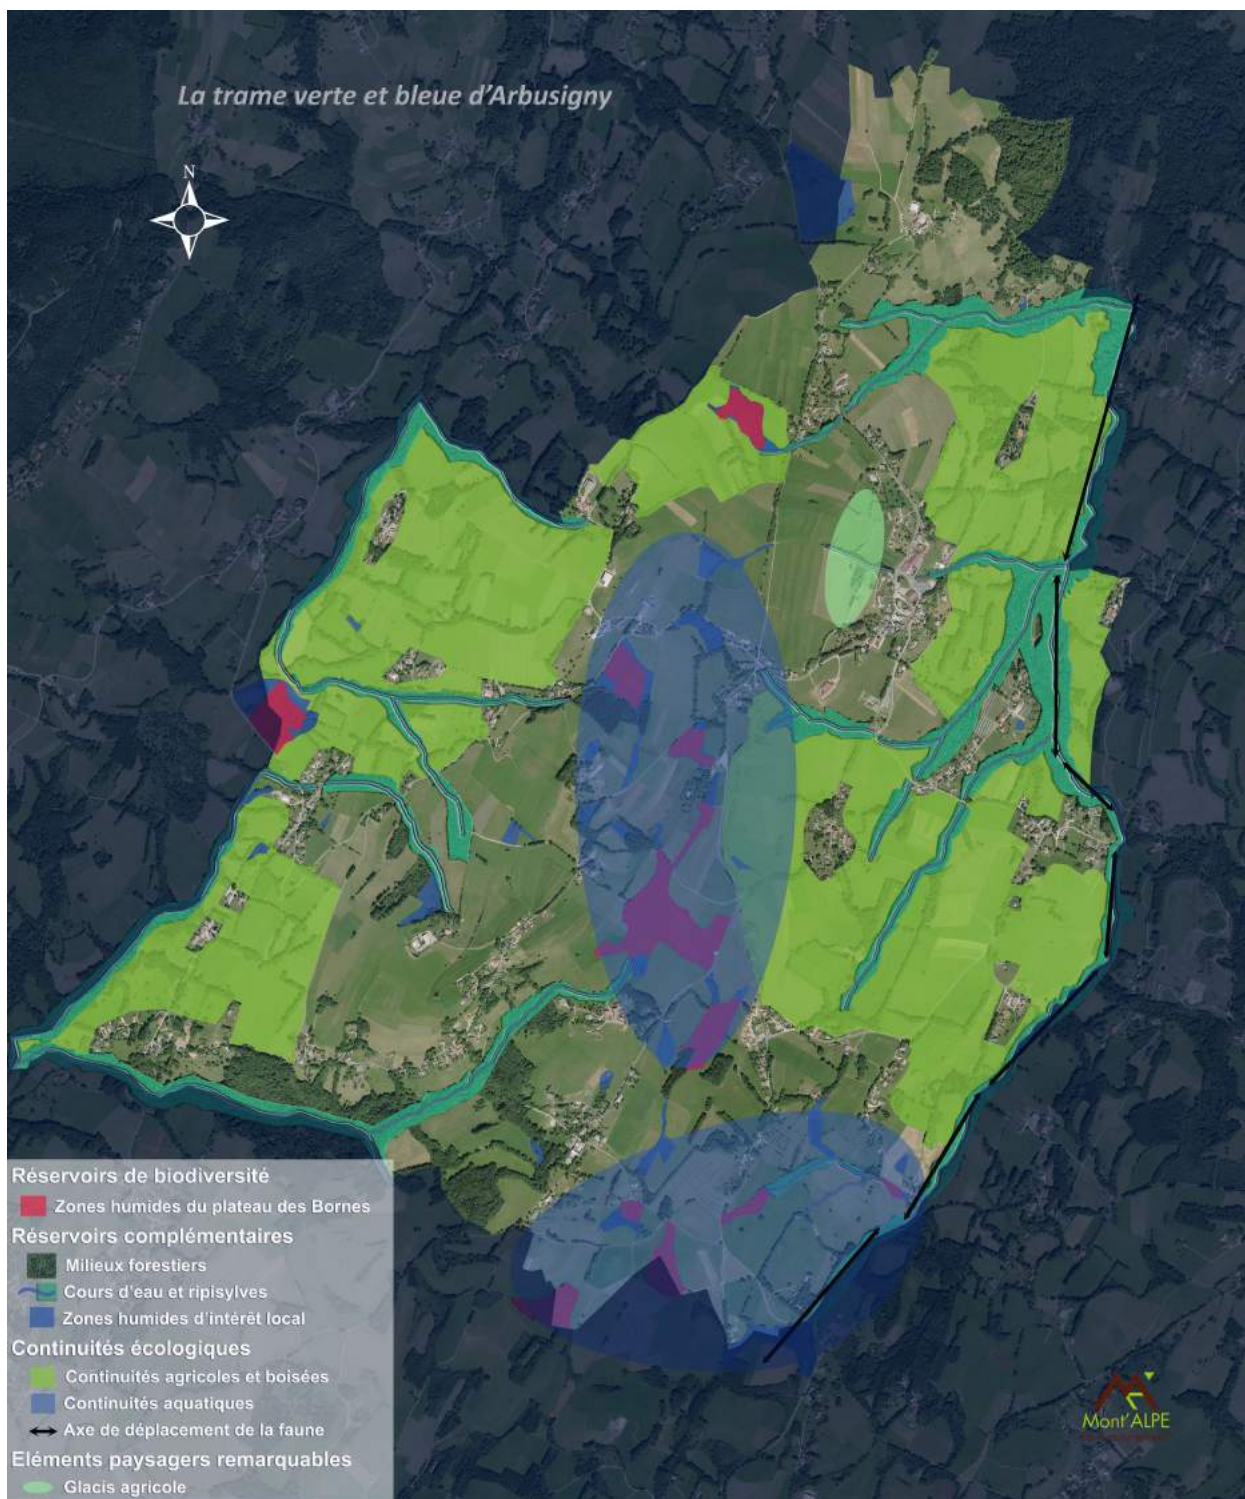 La trame verte et bleue d'Arbusigny
N
Réservoirs de biodiversité
Zones humides du plateau des Bornes
Réservoirs complémentaires
Milieux forestiers
Cours d'eau et ripisylves
Zones humides d'intérêt local
Continuités écologiques
Continuités agricoles et boisées
Continuités aquatiques
Axe de déplacement de la faune
Eléments paysagers remarquables
Glacis agricole
Mont'ALPE